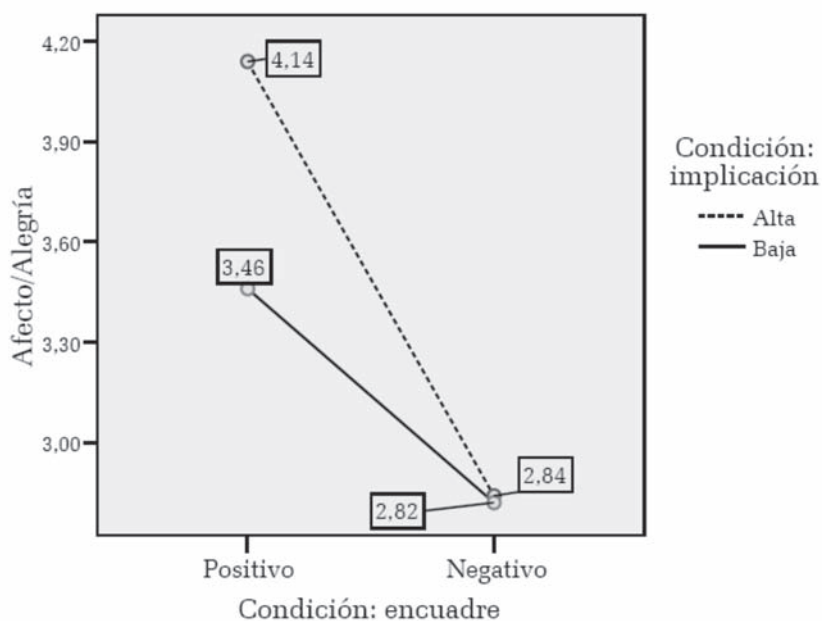 4,20
4,14
3,90
3,60
3,46
3,30
3,00
2,84
2,82
Afecto/Alegría
Positivo
Negativo
Condición: encuadre
Condición:
implicación
Alta
Baja